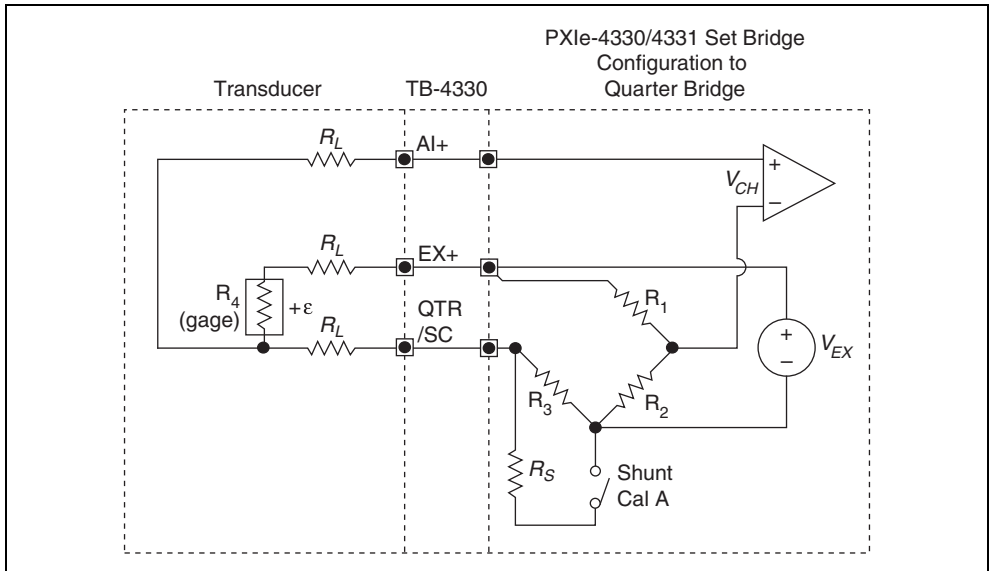 PXIe-4330/4331 Set Bridge
Configuration to
Quarter Bridge
Transducer
TB-4330
R_L
AI+
+
V_CH
–
R_L
EX+
R_4
(gage)
+ε
R_1
QTR
/SC
R_L
+
–
V_EX
R_3
R_2
R_S
Shunt
Cal A